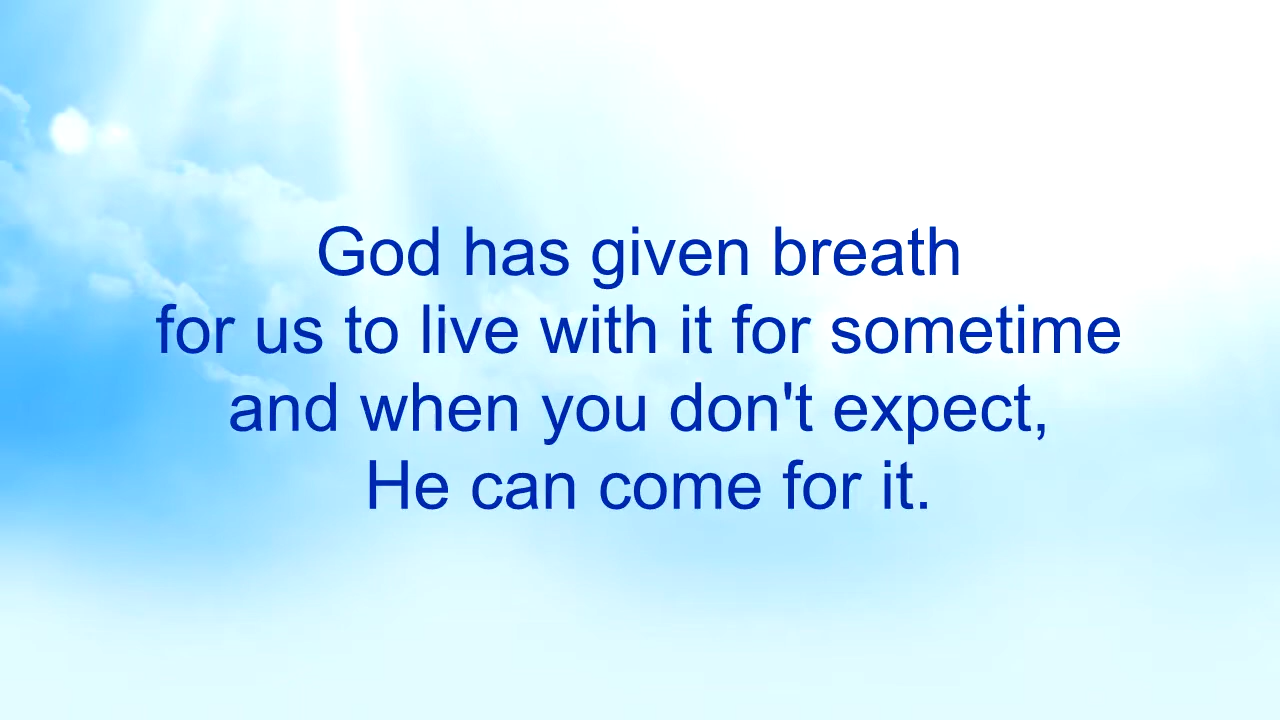 God has given breath
for us to live with it for sometime
and when you don't expect,
He can come for it.